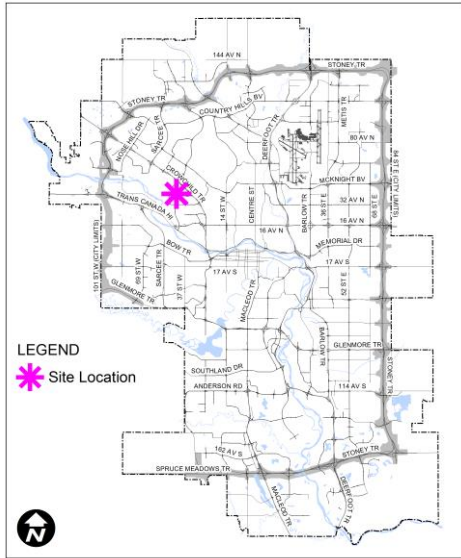 144 AV N
STONEY TR
STONEY TR
COUNTRY HILLS BV
METIS TR
NOSE HILL DR
SARCEE TR
DEERFOOT TR
80 AV N
84 ST E (CITY LIMITS)
CROWCHILD TR
MCKNIGHT BV
14 ST W
CENTRE ST
BARLOW TR
36 ST E
32 AV N
68 ST E
TRANS CANADA HI
16 AV N
16 AV N
101 ST W (CITY LIMITS)
BOW TR
MEMORIAL DR
SARCEE TR
69 ST W
37 ST W
17 AV S
17 AV S
52 ST E
GLENMORE TR
MACLEOD TR
BARLOW TR
GLENMORE TR
LEGEND
Site Location
SOUTHLAND DR
ANDERSON RD
114 AV S
STONEY TR
162 AV S
STONEY TR
SPRUCE MEADOWS TR
MACLEOD TR
DEERFOOT TR
N